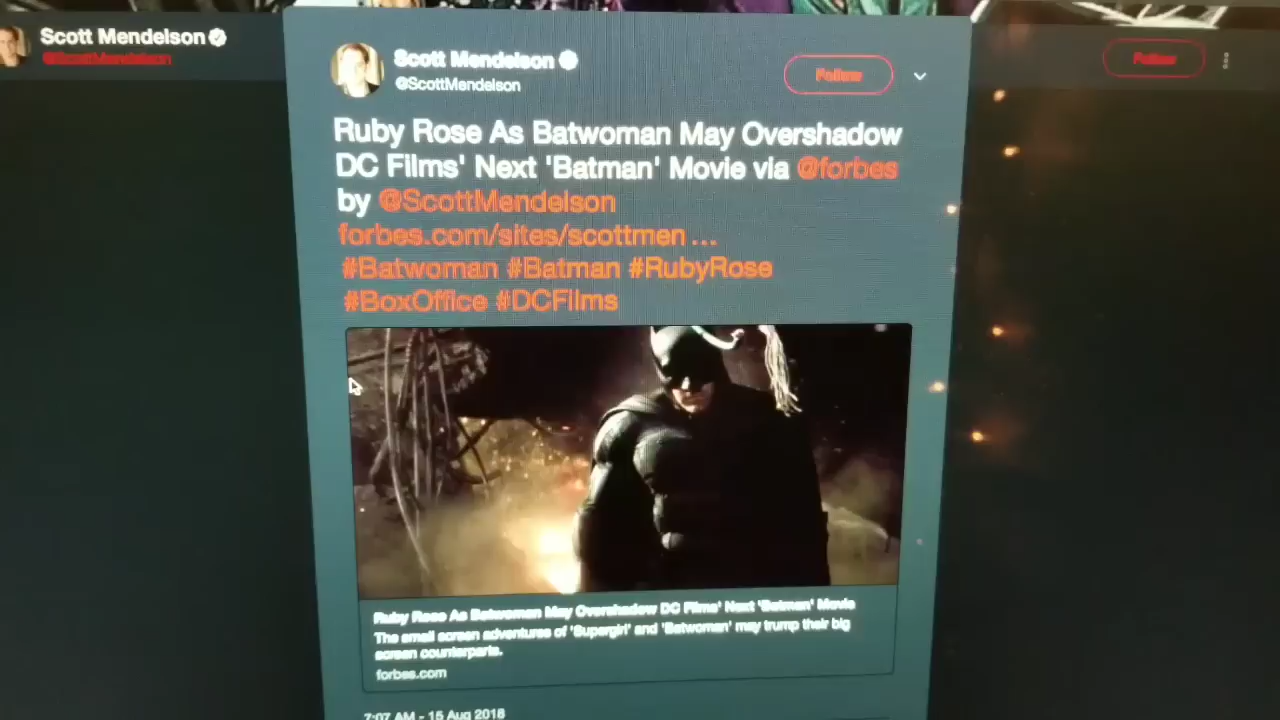 Scott Mendelson
@ScottMendelson
Follow
Scott Mendelson
@ScottMendelson
Follow
Ruby Rose As Batwoman May Overshadow
DC Films' Next 'Batman' Movie via @forbes
by @ScottMendelson
forbes.com/sites/scottmen ...
#Batwoman #Batman #RubyRose
#BoxOffice #DCFilms
Ruby Rose As Batwoman May Overshadow DC Films' Next 'Batman' Movie
The small screen adventures of 'Supergirl' and 'Batwoman' may trump their big
screen counterparts.
forbes.com
7:07 AM - 15 Aug 2018